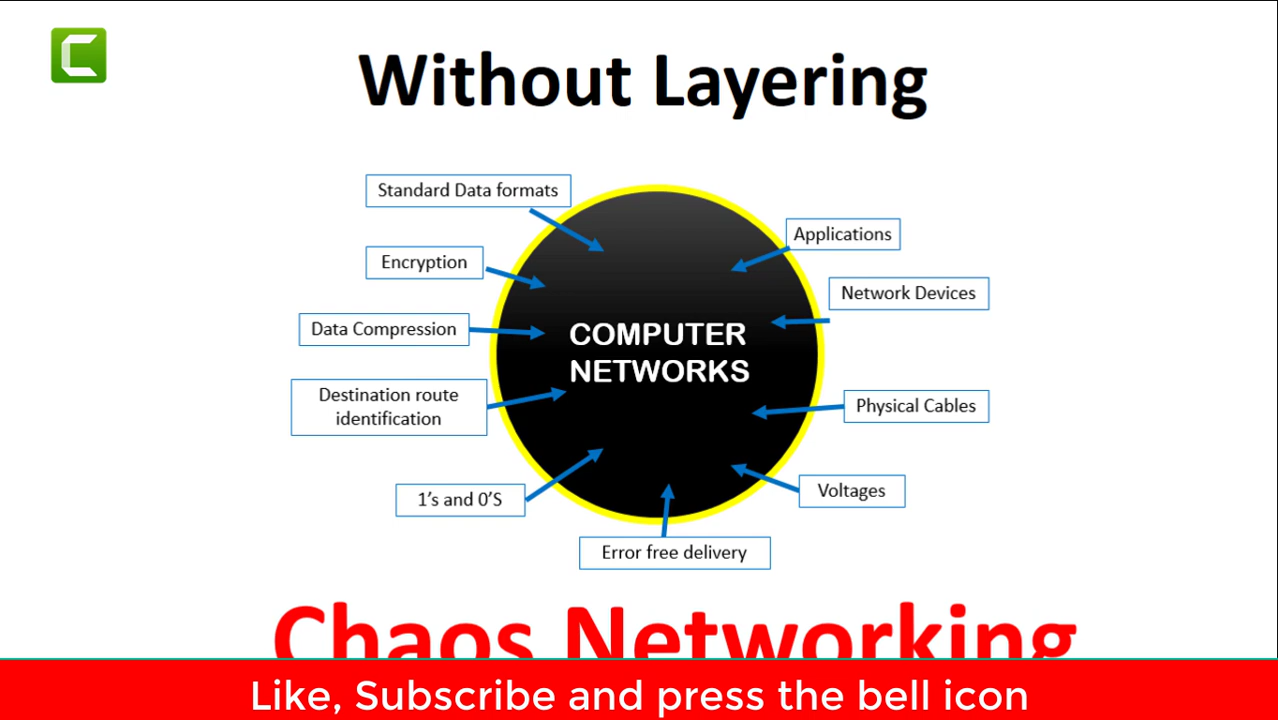 Without Layering
Standard Data formats
Applications
Encryption
Network Devices
Data Compression
COMPUTER
NETWORKS
Destination route
identification
Physical Cables
1's and 0'S
Voltages
Error free delivery
Chaos Networking
Like, Subscribe and press the bell icon